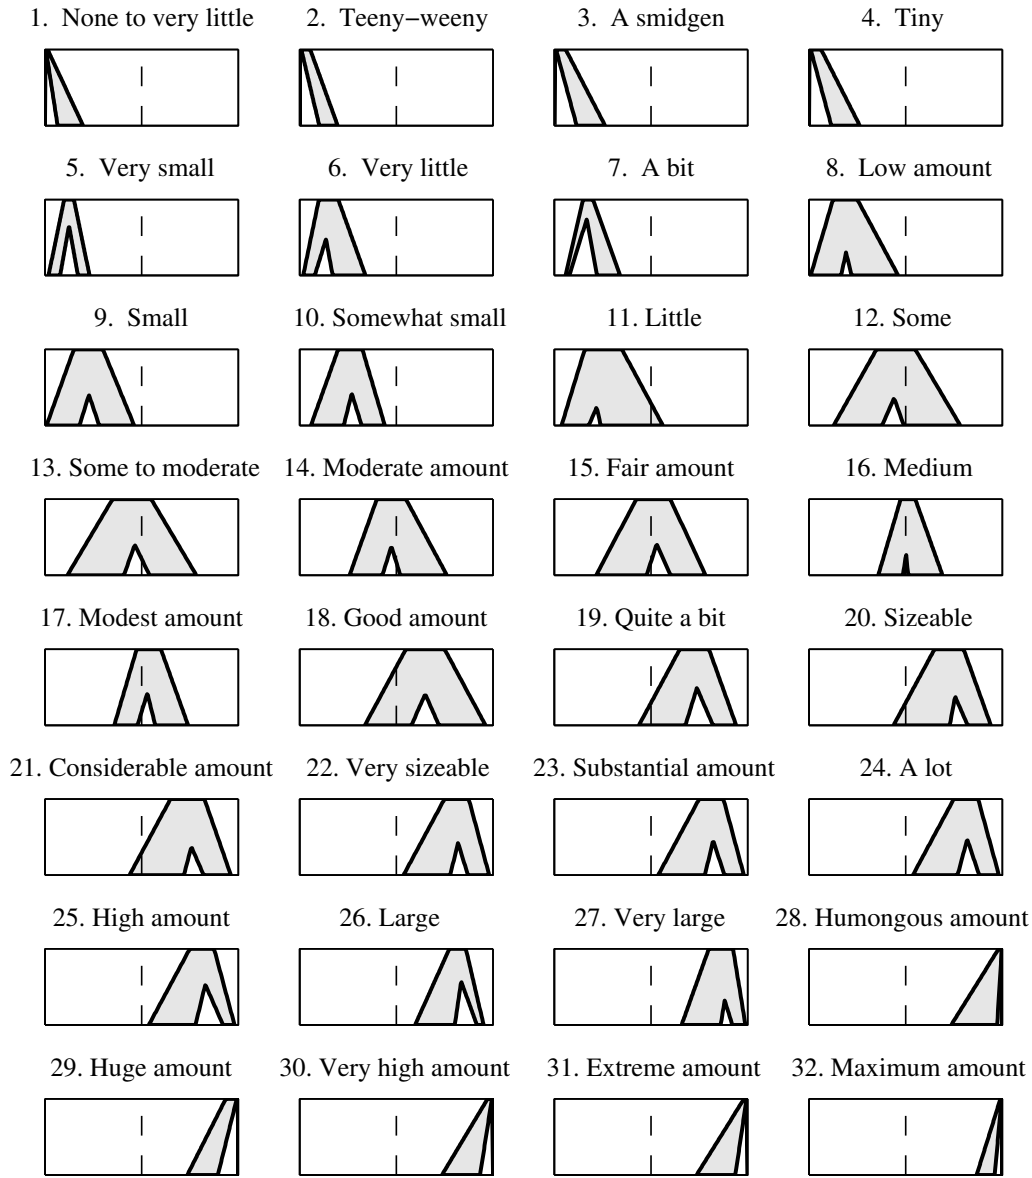 1. None to very little
2. Teeny−weeny
3. A smidgen
4. Tiny
5. Very small
6. Very little
7. A bit
8. Low amount
9. Small
10. Somewhat small
11. Little
12. Some
13. Some to moderate
14. Moderate amount
15. Fair amount
16. Medium
17. Modest amount
18. Good amount
19. Quite a bit
20. Sizeable
21. Considerable amount
22. Very sizeable
23. Substantial amount
24. A lot
25. High amount
26. Large
27. Very large
28. Humongous amount
29. Huge amount
30. Very high amount
31. Extreme amount
32. Maximum amount